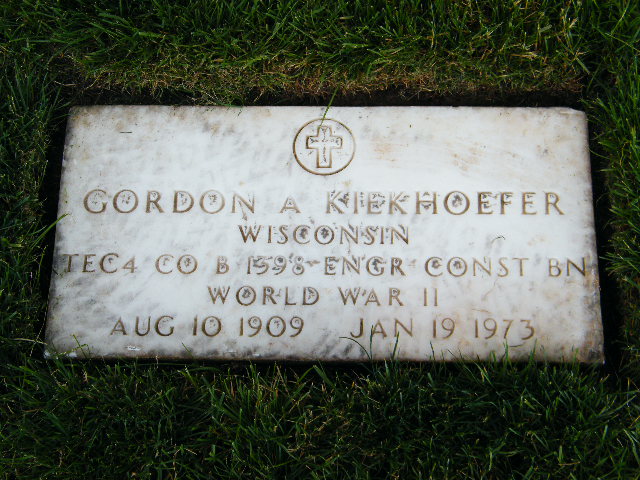 GORDON A KIEKHOEFER
WISCONSIN
TEC4 CO B 1598 ENGR CONST BN
WORLD WAR II
AUG 10 1909 JAN 19 1973